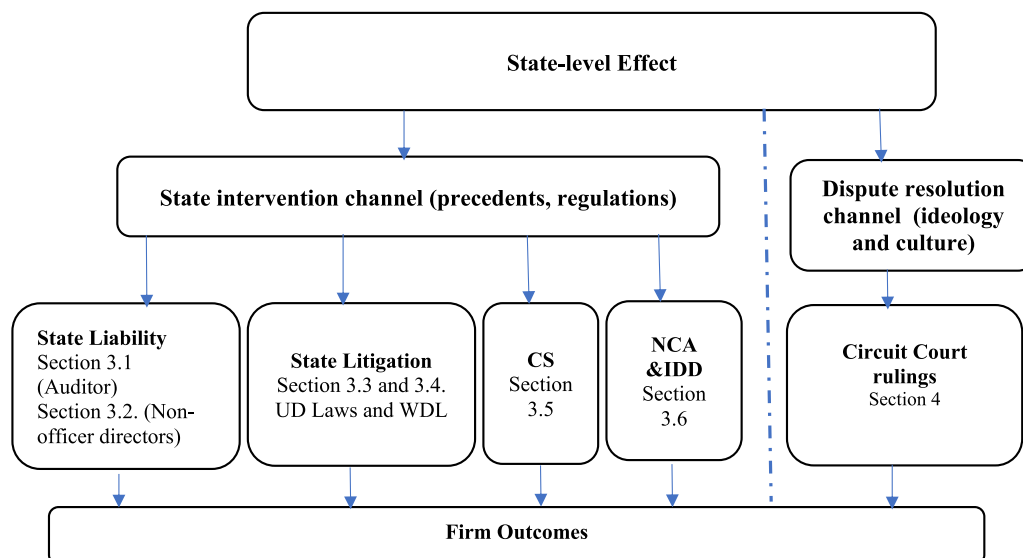 State-level Effect
State intervention channel (precedents, regulations)
Dispute resolution
channel (ideology
and culture)
State Liability
Section 3.1
(Auditor)
Section 3.2. (Non-
officer directors)
State Litigation
Section 3.3 and 3.4.
UD Laws and WDL
CS
Section
3.5
NCA
&IDD
Section
3.6
Circuit Court
rulings
Section 4
Firm Outcomes